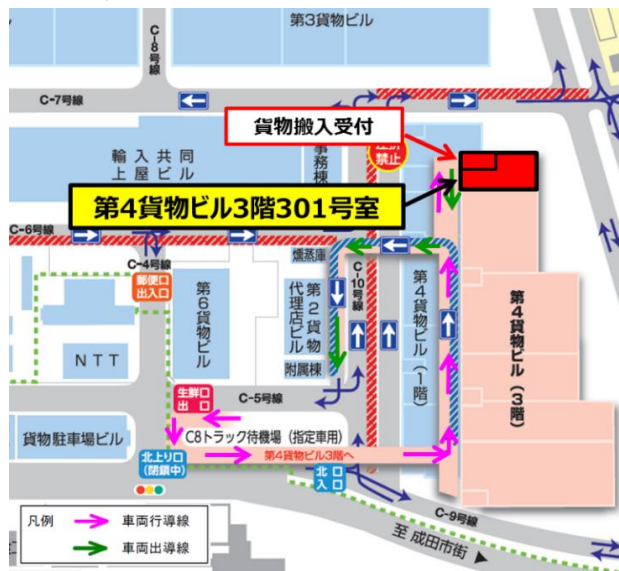 第3貨物ビル
C-8号線
C-7号線
貨物搬入受付
禁止
輸入共同
上屋ビル
事務棟
第4貨物ビル3階301号室
C-6号線
C-4号線
郵便口
出入口
燻蒸庫
C-10号線
第2貨物
代理店ビル
附属棟
第6貨物ビル
第4貨物ビル(1階)
第4貨物ビル(3階)
NTT
生鮮口
出口
C-5号線
C8トラック待機場(指定車用)
貨物駐車場ビル
北上り口
(閉鎖中)
第4貨物ビル3階へ
北口
入口
C-9号線
至 成田市街
凡例
車両行導線
車両出導線